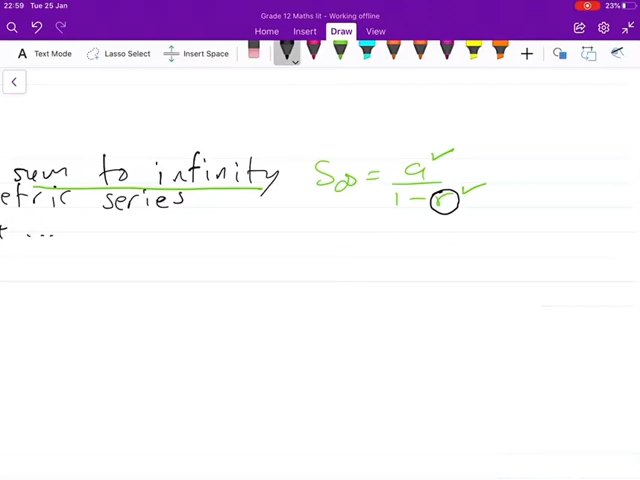 22:59 Tue 25 Jan
Grade 12 Maths lit - Working offline
23%
Home Insert Draw View
A Text Mode Lasso Select Insert Space
sum to infinity
etric series
S∞ = a / 1 - r
...